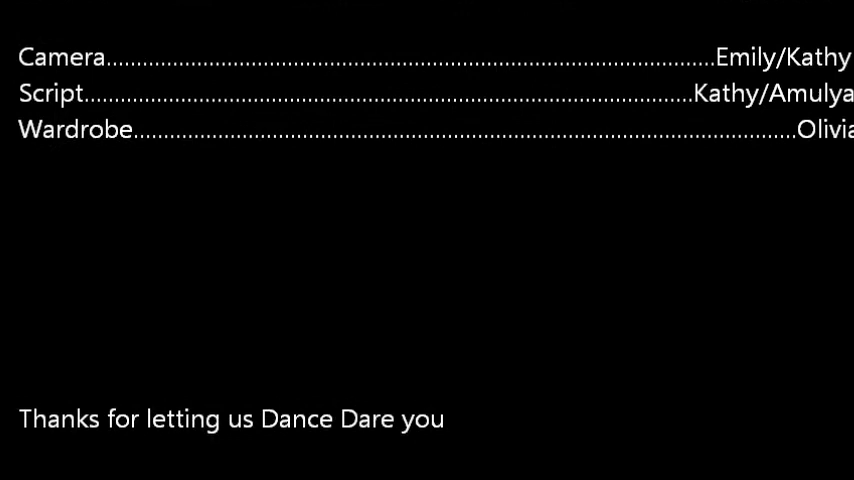 Camera.....................................................................................Emily/Kathy
Script.....................................................................................Kathy/Amulya
Wardrobe............................................................................................Olivia
Thanks for letting us Dance Dare you